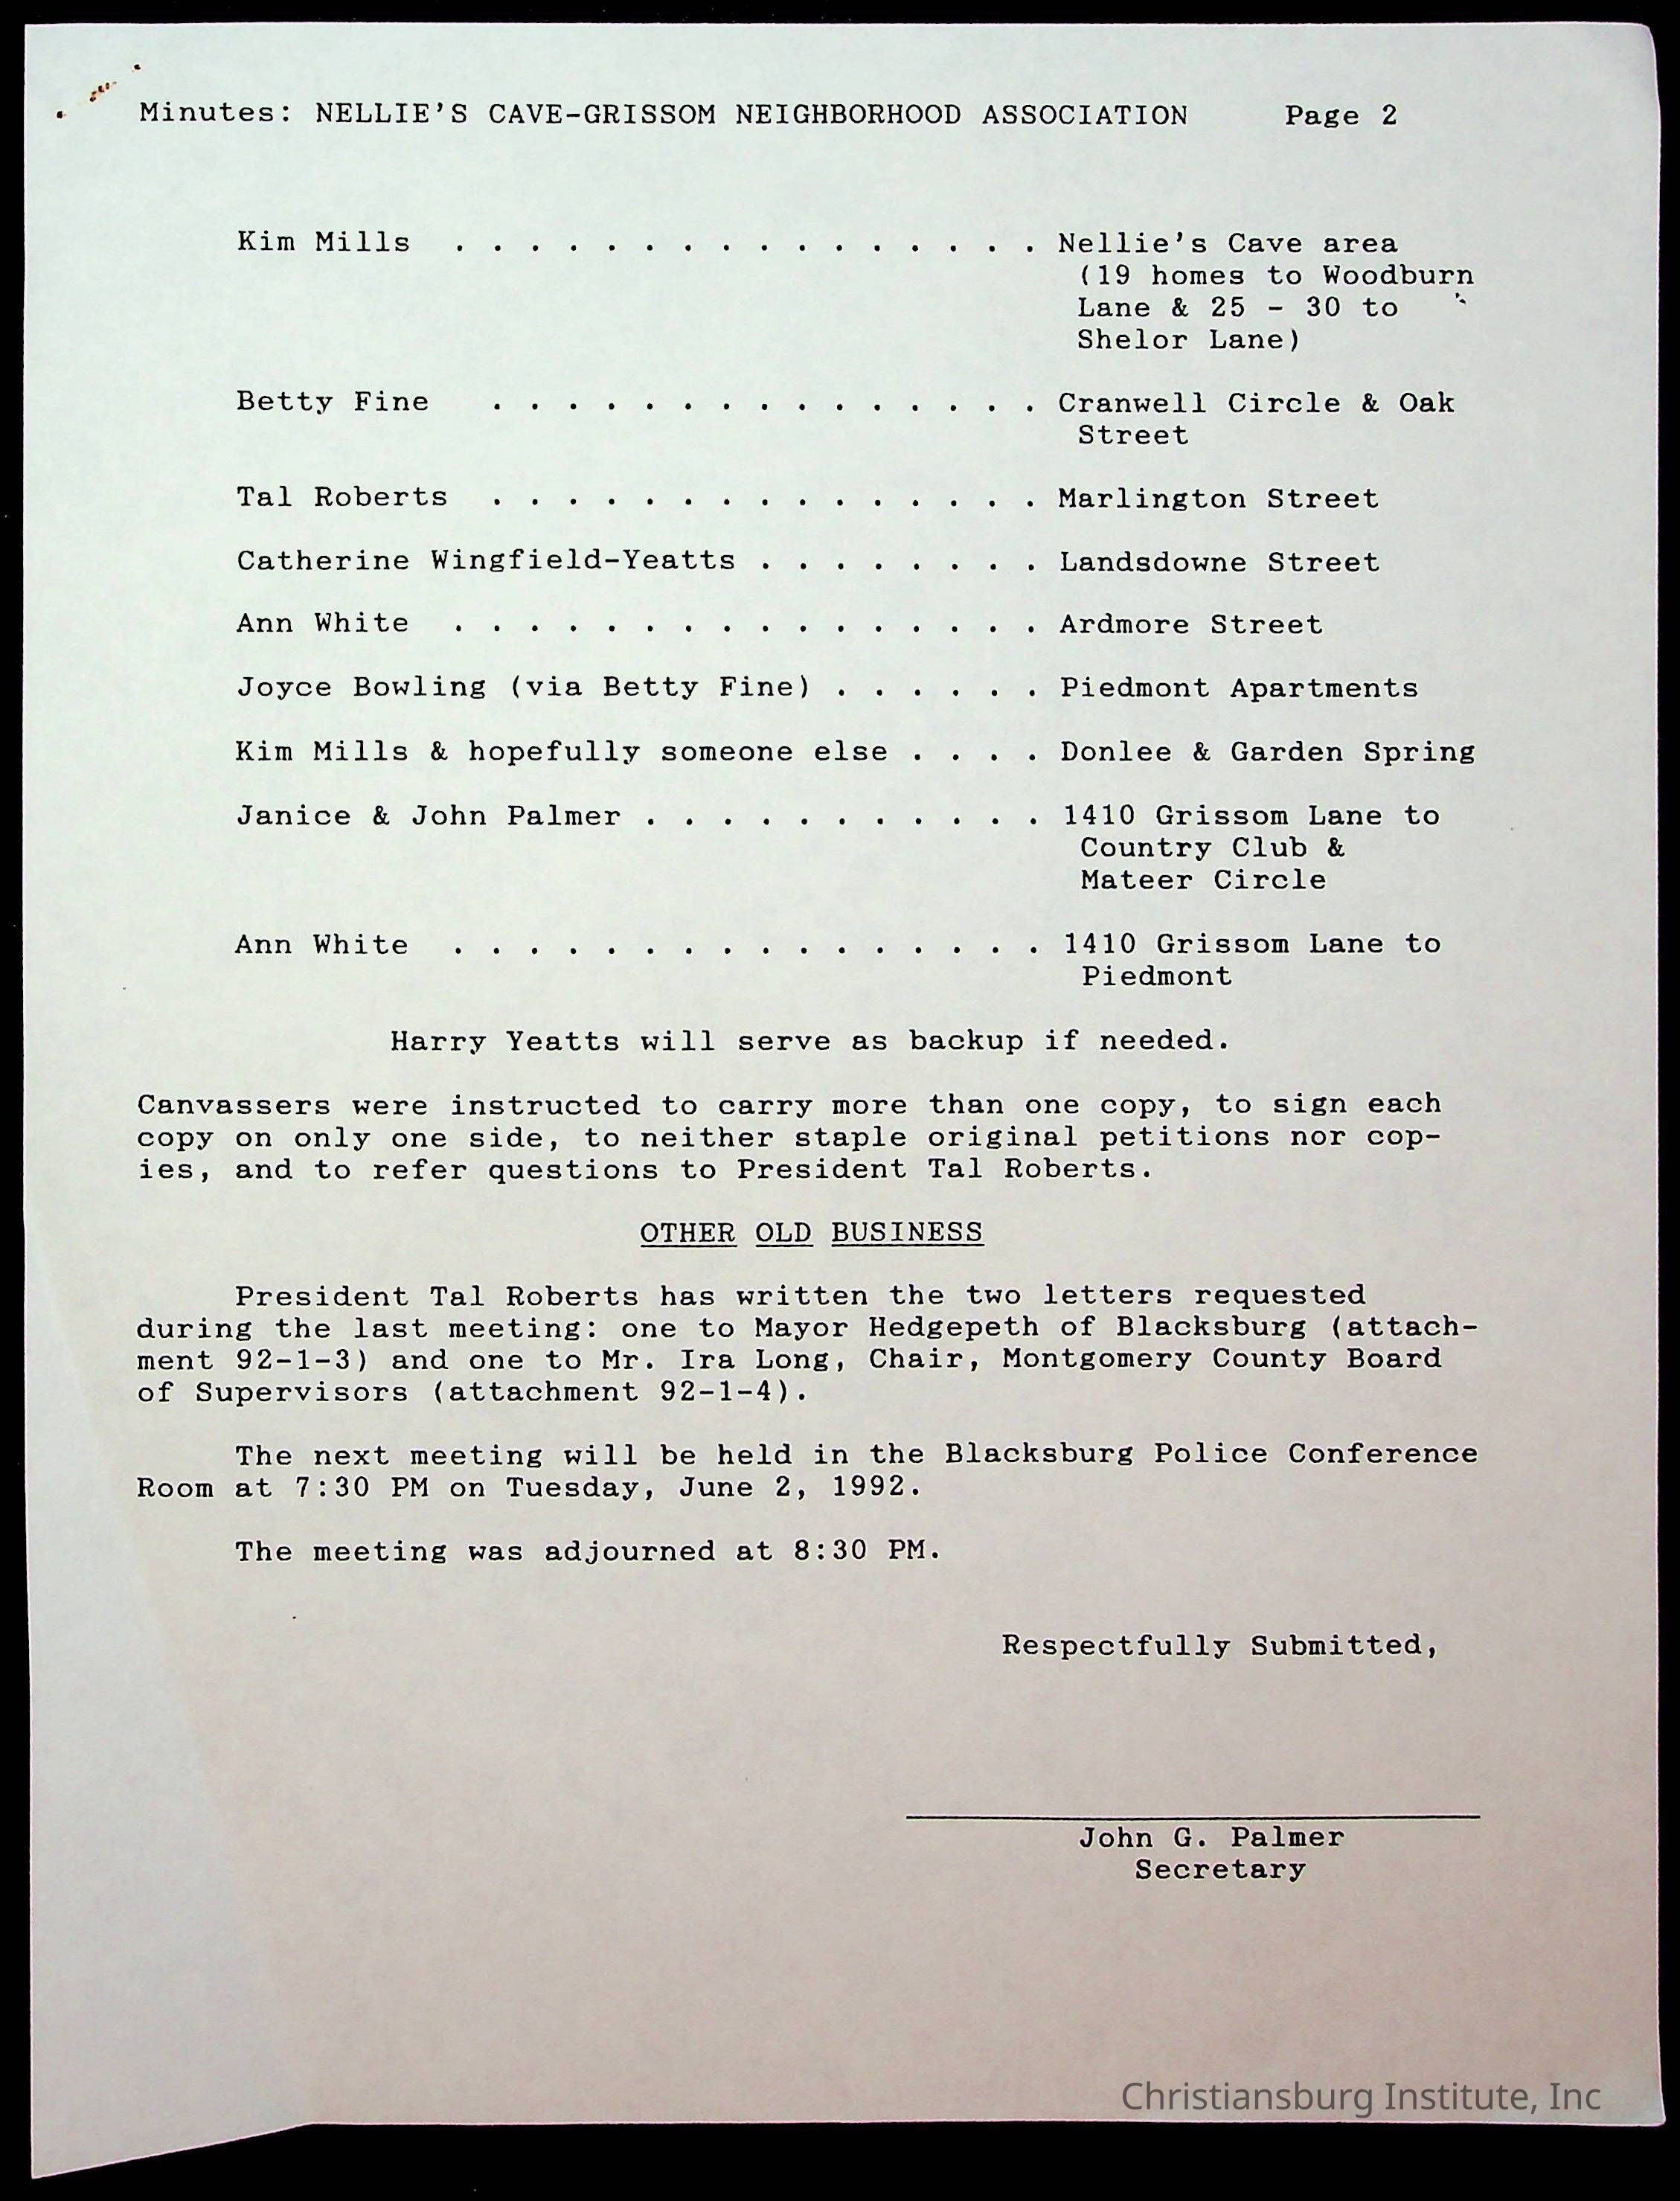 Minutes: NELLIE'S CAVE-GRISSOM NEIGHBORHOOD ASSOCIATION Page 2
Kim Mills . . . . . . . . . . . . . . . . Nellie's Cave area
(19 homes to Woodburn
Lane & 25 - 30 to
Shelor Lane)
Betty Fine . . . . . . . . . . . . . . . Cranwell Circle & Oak
Street
Tal Roberts . . . . . . . . . . . . . . . Marlington Street
Catherine Wingfield-Yeatts . . . . . . . . Landsdowne Street
Ann White . . . . . . . . . . . . . . . . Ardmore Street
Joyce Bowling (via Betty Fine) . . . . . . Piedmont Apartments
Kim Mills & hopefully someone else . . . . Donlee & Garden Spring
Janice & John Palmer . . . . . . . . . . . 1410 Grissom Lane to
Country Club &
Mateer Circle
Ann White . . . . . . . . . . . . . . . . 1410 Grissom Lane to
Piedmont
Harry Yeatts will serve as backup if needed.
Canvassers were instructed to carry more than one copy, to sign each
copy on only one side, to neither staple original petitions nor cop-
ies, and to refer questions to President Tal Roberts.
OTHER OLD BUSINESS
President Tal Roberts has written the two letters requested
during the last meeting: one to Mayor Hedgepeth of Blacksburg (attach-
ment 92-1-3) and one to Mr. Ira Long, Chair, Montgomery County Board
of Supervisors (attachment 92-1-4).
The next meeting will be held in the Blacksburg Police Conference
Room at 7:30 PM on Tuesday, June 2, 1992.
The meeting was adjourned at 8:30 PM.
Respectfully Submitted,
John G. Palmer
Secretary
Christiansburg Institute, Inc